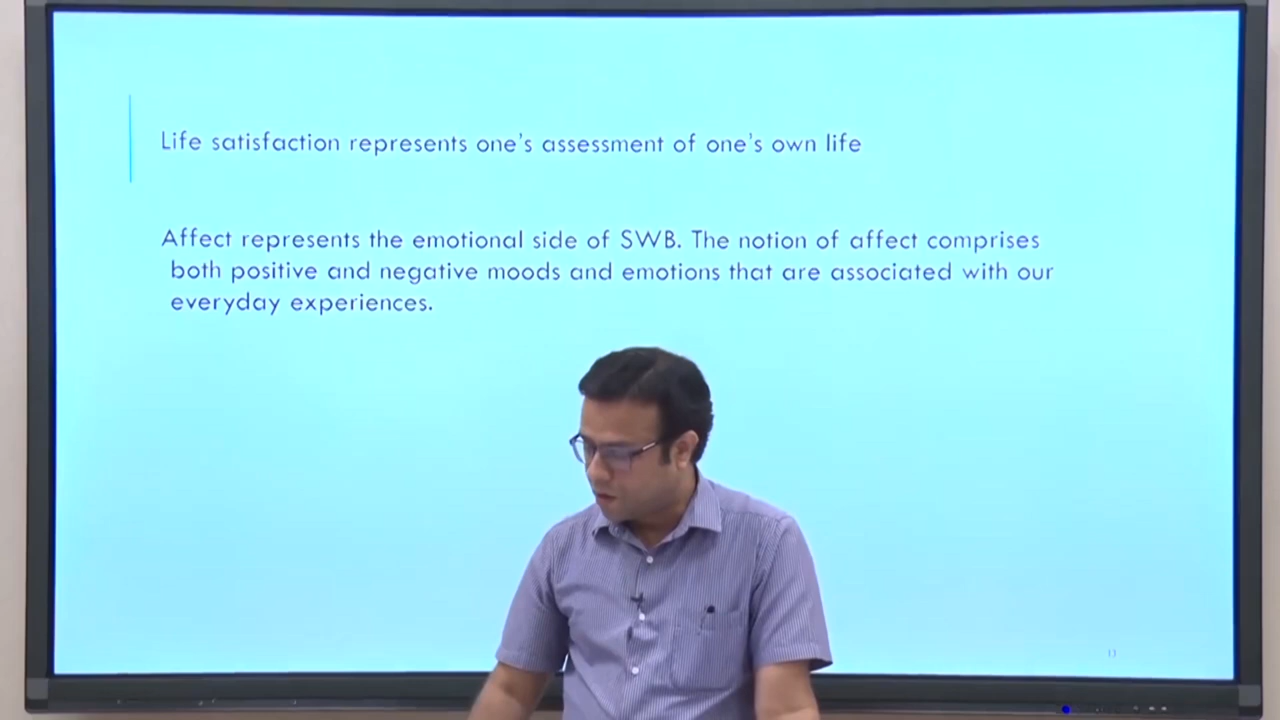 Life satisfaction represents one's assessment of one's own life
Affect represents the emotional side of SWB. The notion of affect comprises
both positive and negative moods and emotions that are associated with our
everyday experiences.
13